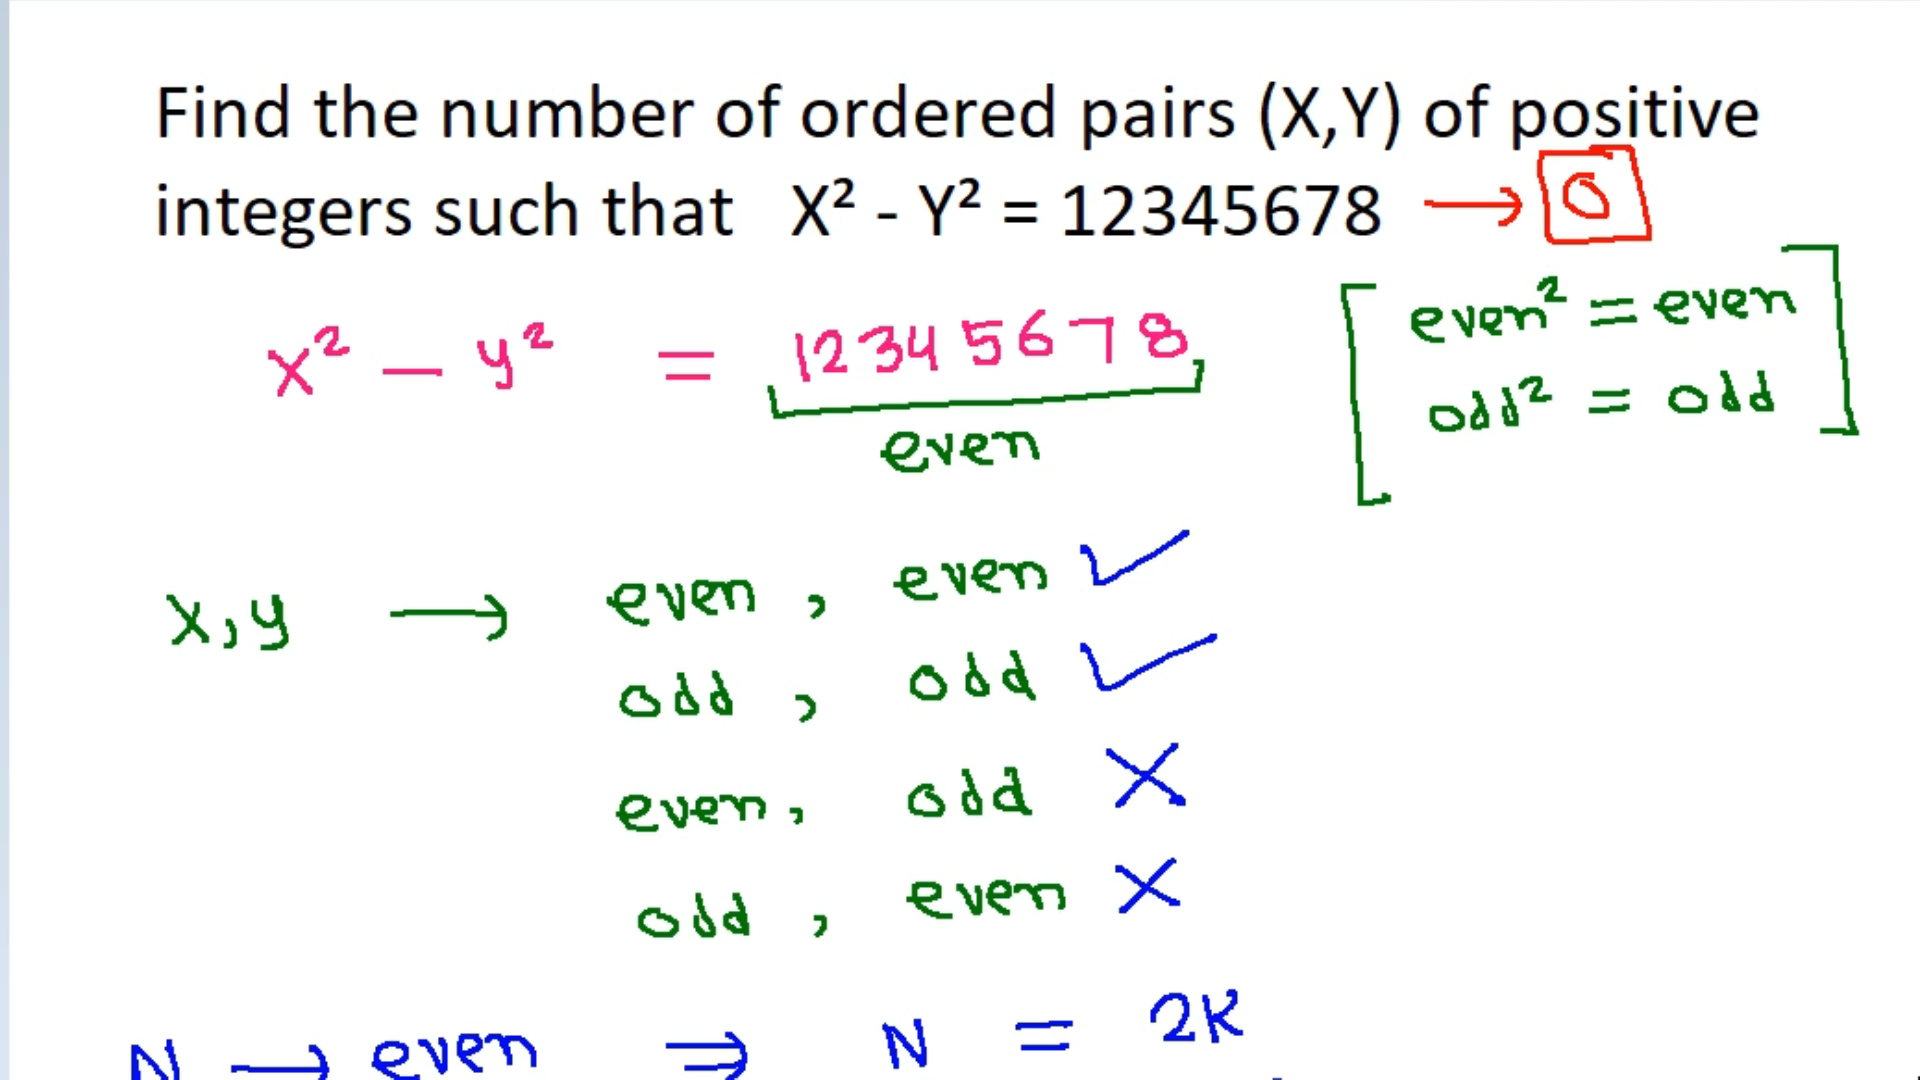 Find the number of ordered pairs (X,Y) of positive
integers such that X² - Y² = 12345678 → 0
x² – y² = 12345678
even
even² = even
odd² = odd
x,y → even, even ✓
odd, odd ✓
even, odd ✗
odd, even ✗
N → even ⇒ N = 2K